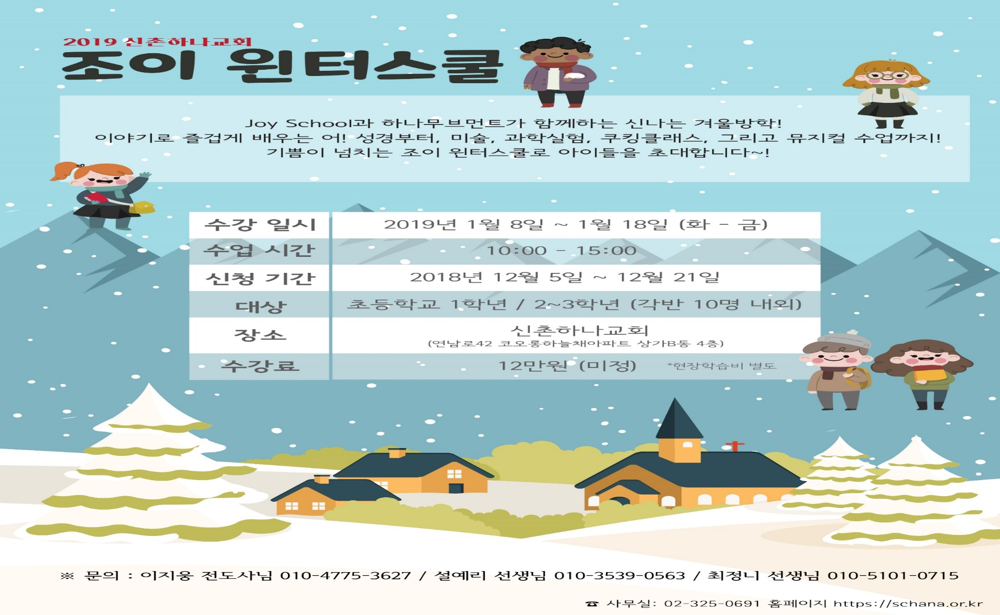 2019 신촌하나교회
조이 윈터스쿨
Joy School과 하나무브먼트가 함께하는 신나는 겨울방학!
이야기로 즐겁게 배우는 어! 성경부터, 미술, 과학실험, 쿠킹클래스, 그리고 뮤지컬 수업까지!
기쁨이 넘치는 조이 윈터스쿨로 아이들을 초대합니다~!
수강 일시 2019년 1월 8일 ~ 1월 18일 (화 - 금)
수업 시간 10:00 - 15:00
신청 기간 2018년 12월 5일 ~ 12월 21일
대상 초등학교 1학년 / 2~3학년 (각반 10명 내외)
장소 신촌하나교회
(연남로42 코오롱하늘채아파트 상가B동 4층)
수강료 12만원 (미정) *현장학습비 별도
※ 문의 : 이지웅 전도사님 010-4775-3627 / 설예리 선생님 010-3539-0563 / 최정니 선생님 010-5101-0715
☎ 사무실: 02-325-0691 홈페이지 https://schana.or.kr